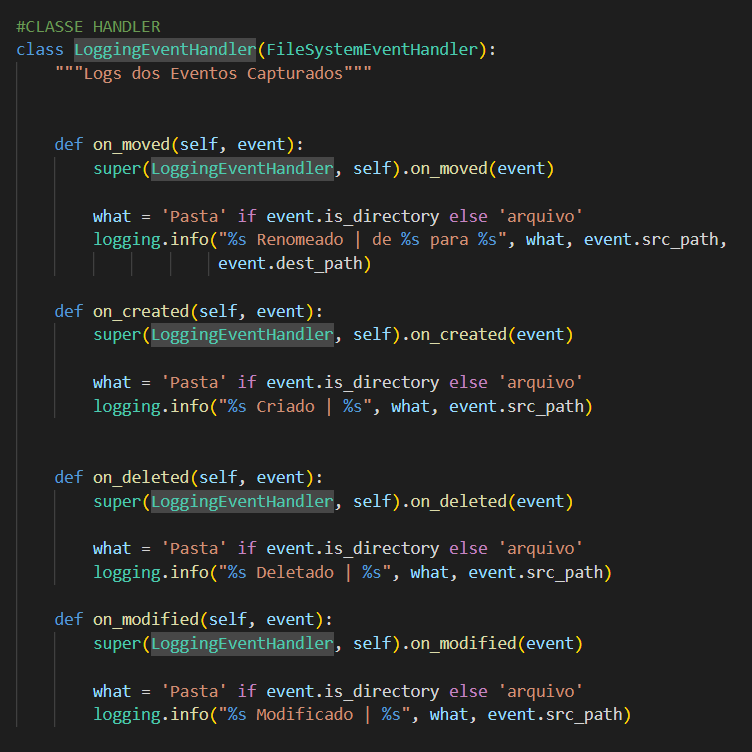 #CLASSE HANDLER
class LoggingEventHandler(FileSystemEventHandler):
    """Logs dos Eventos Capturados"""
    def on_moved(self, event):
        super(LoggingEventHandler, self).on_moved(event)
        what = 'Pasta' if event.is_directory else 'arquivo'
        logging.info("%s Renomeado | de %s para %s", what, event.src_path,
                     event.dest_path)
    def on_created(self, event):
        super(LoggingEventHandler, self).on_created(event)
        what = 'Pasta' if event.is_directory else 'arquivo'
        logging.info("%s Criado | %s", what, event.src_path)
    def on_deleted(self, event):
        super(LoggingEventHandler, self).on_deleted(event)
        what = 'Pasta' if event.is_directory else 'arquivo'
        logging.info("%s Deletado | %s", what, event.src_path)
    def on_modified(self, event):
        super(LoggingEventHandler, self).on_modified(event)
        what = 'Pasta' if event.is_directory else 'arquivo'
        logging.info("%s Modificado | %s", what, event.src_path)